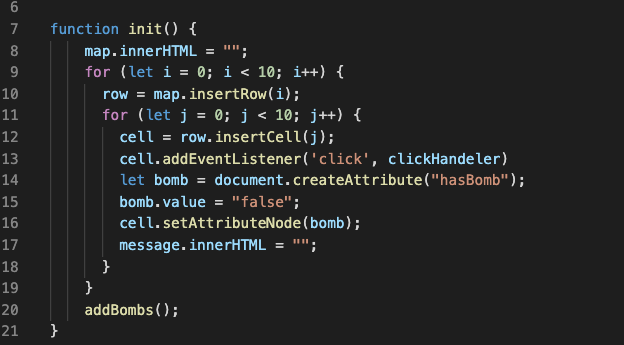 6
7 function init() {
8 map.innerHTML = "";
9 for (let i = 0; i < 10; i++) {
10 row = map.insertRow(i);
11 for (let j = 0; j < 10; j++) {
12 cell = row.insertCell(j);
13 cell.addEventListener('click', clickHandeler)
14 let bomb = document.createAttribute("hasBomb");
15 bomb.value = "false";
16 cell.setAttributeNode(bomb);
17 message.innerHTML = "";
18 }
19 }
20 addBombs();
21 }